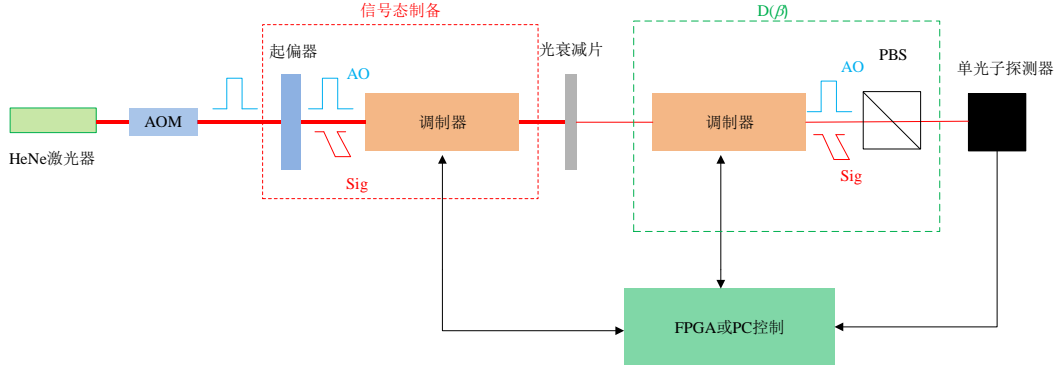 信号态制备
D(β)
起偏器
光衰减片
PBS
单光子探测器
AO
AO
AOM
调制器
调制器
HeNe激光器
Sig
Sig
FPGA或PC控制